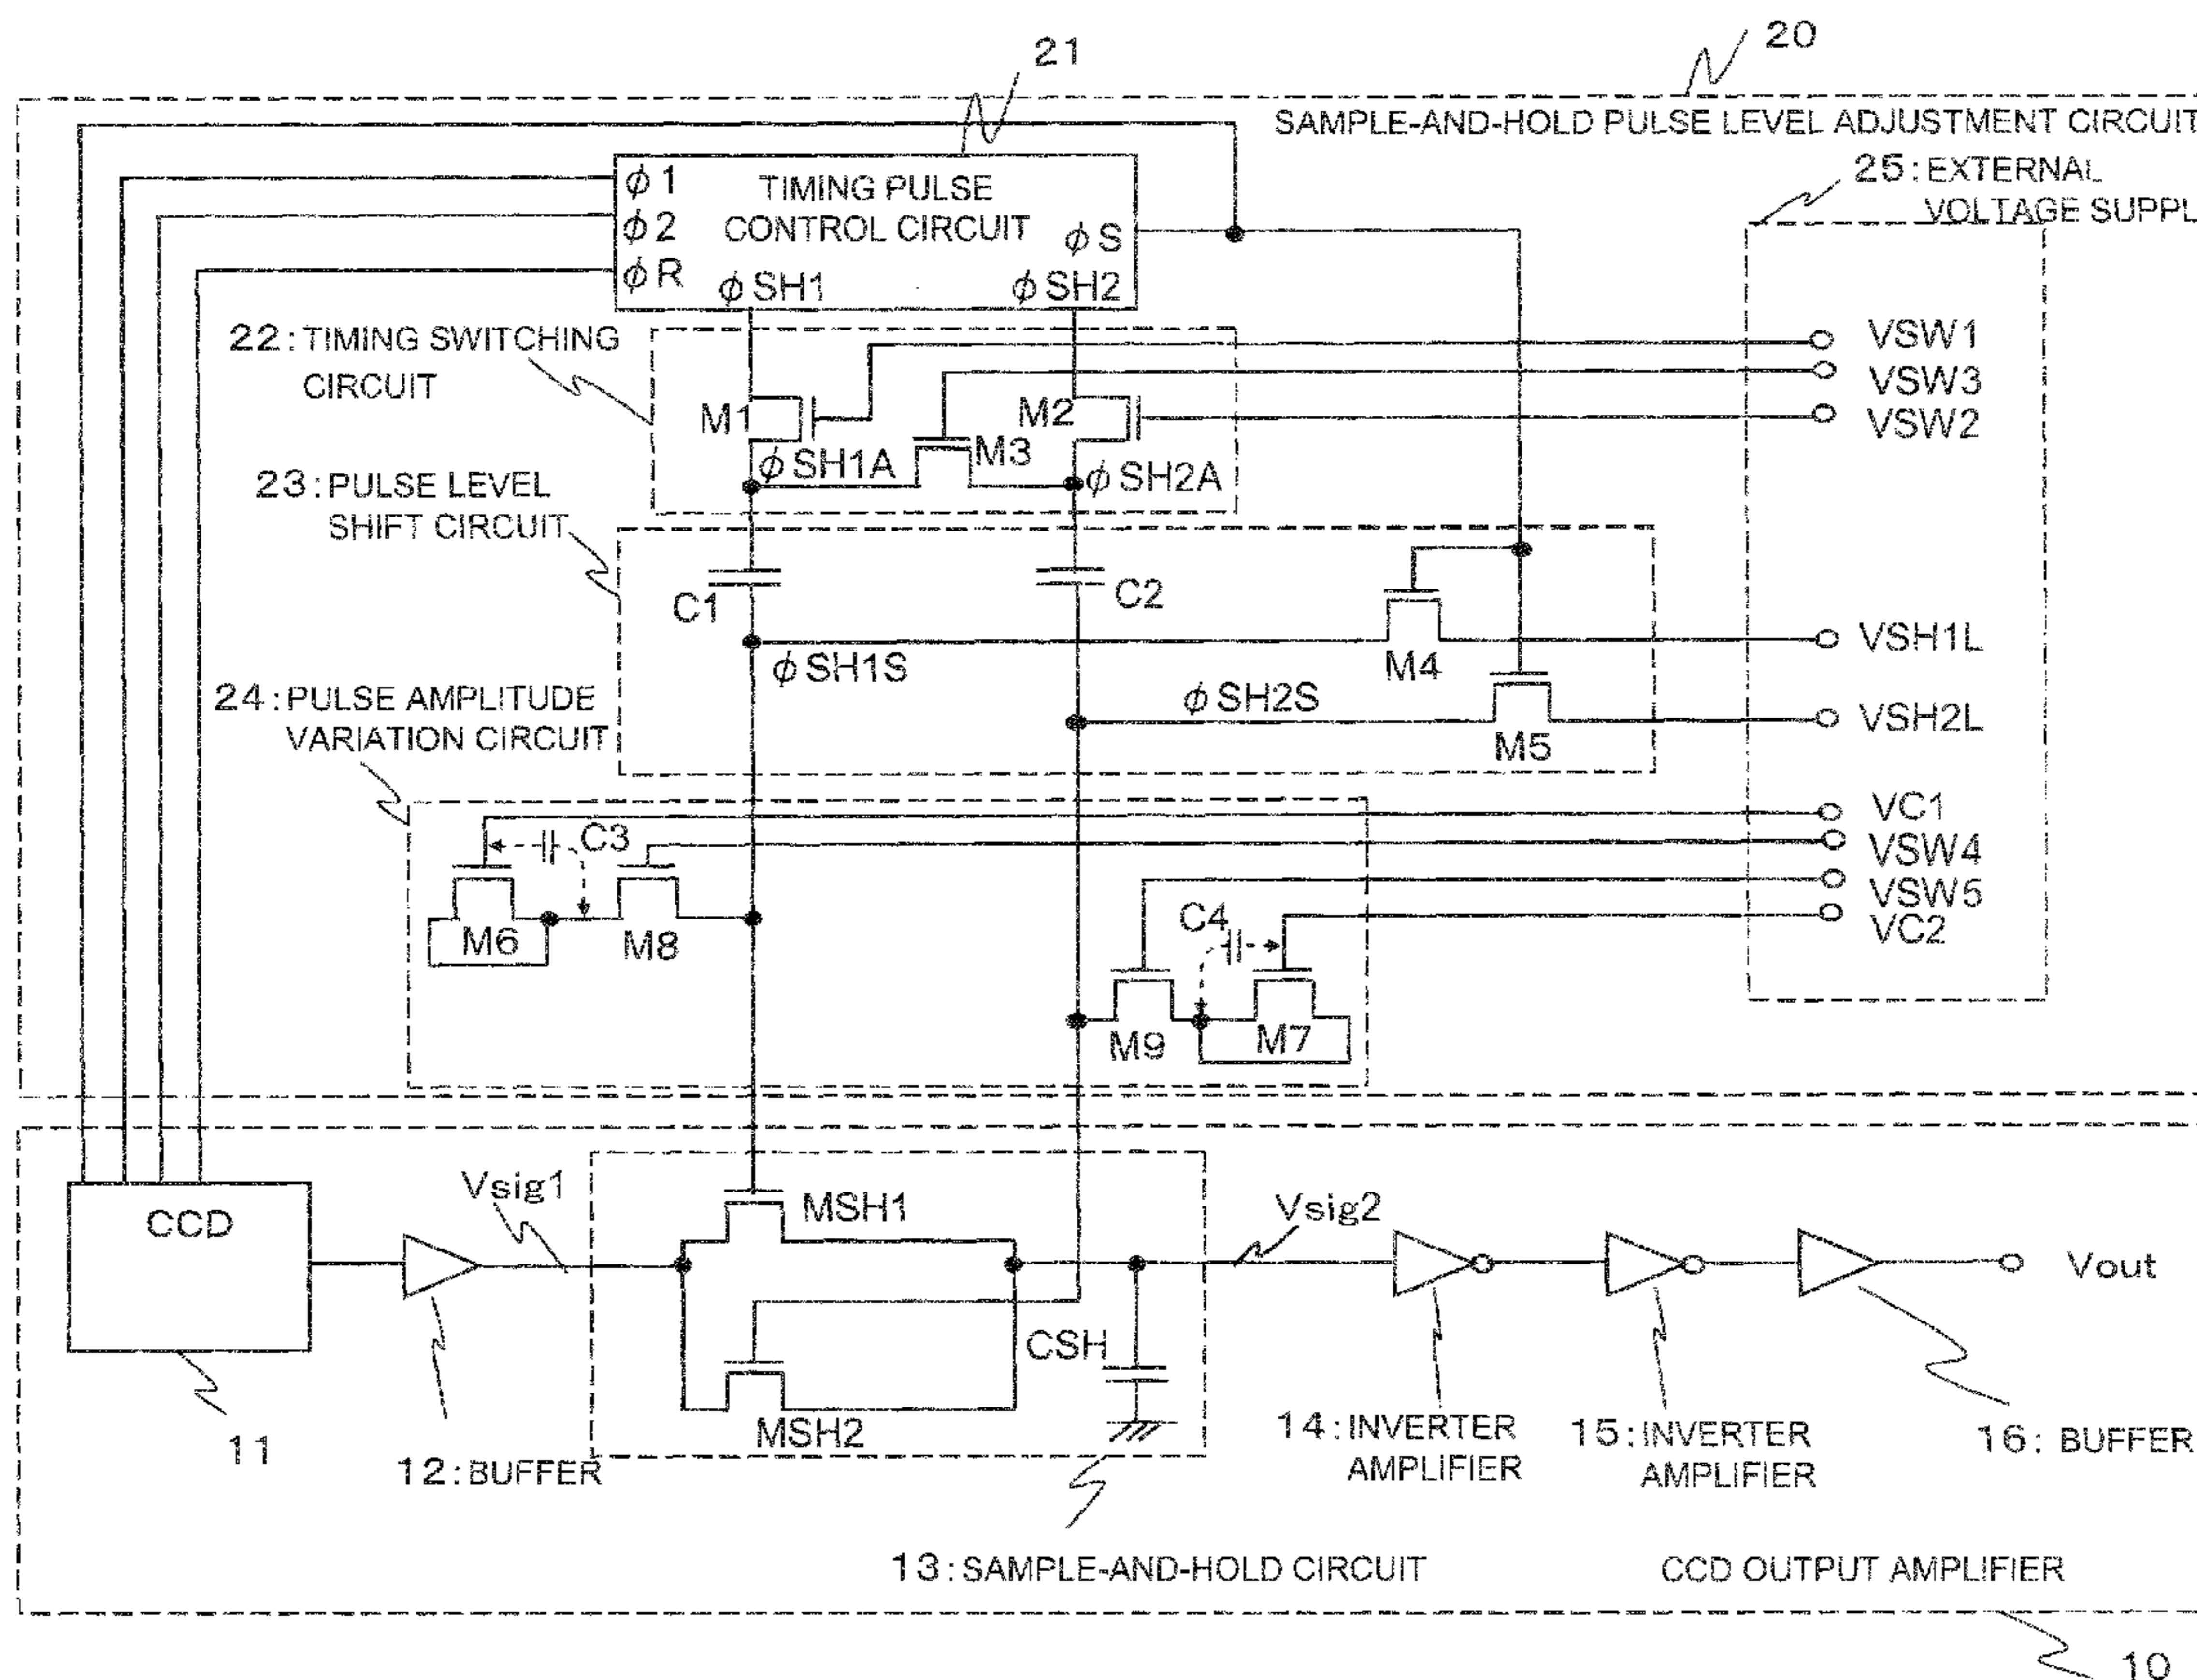 20
21
SAMPLE-AND-HOLD PULSE LEVEL ADJUSTMENT CIRCUIT
25: EXTERNAL
VOLTAGE SUPPL
ϕ1
TIMING PULSE
CONTROL CIRCUIT
ϕ2
ϕS
ϕR
ϕSH1
ϕSH2
22: TIMING SWITCHING
CIRCUIT
VSW1
VSW3
VSW2
M1
M2
M3
ϕSH1A
ϕSH2A
23: PULSE LEVEL
SHIFT CIRCUIT
C1
C2
VSH1L
M4
ϕSH1S
ϕSH2S
VSH2L
M5
24: PULSE AMPLITUDE
VARIATION CIRCUIT
VC1
C3
VSW4
VSW5
C4
VC2
M6
M8
M9
M7
CCD
Vsig1
MSH1
Vsig2
Vout
CSH
MSH2
11
12: BUFFER
14: INVERTER
AMPLIFIER
15: INVERTER
AMPLIFIER
16: BUFFER
13: SAMPLE-AND-HOLD CIRCUIT
CCD OUTPUT AMPLIFIER
10